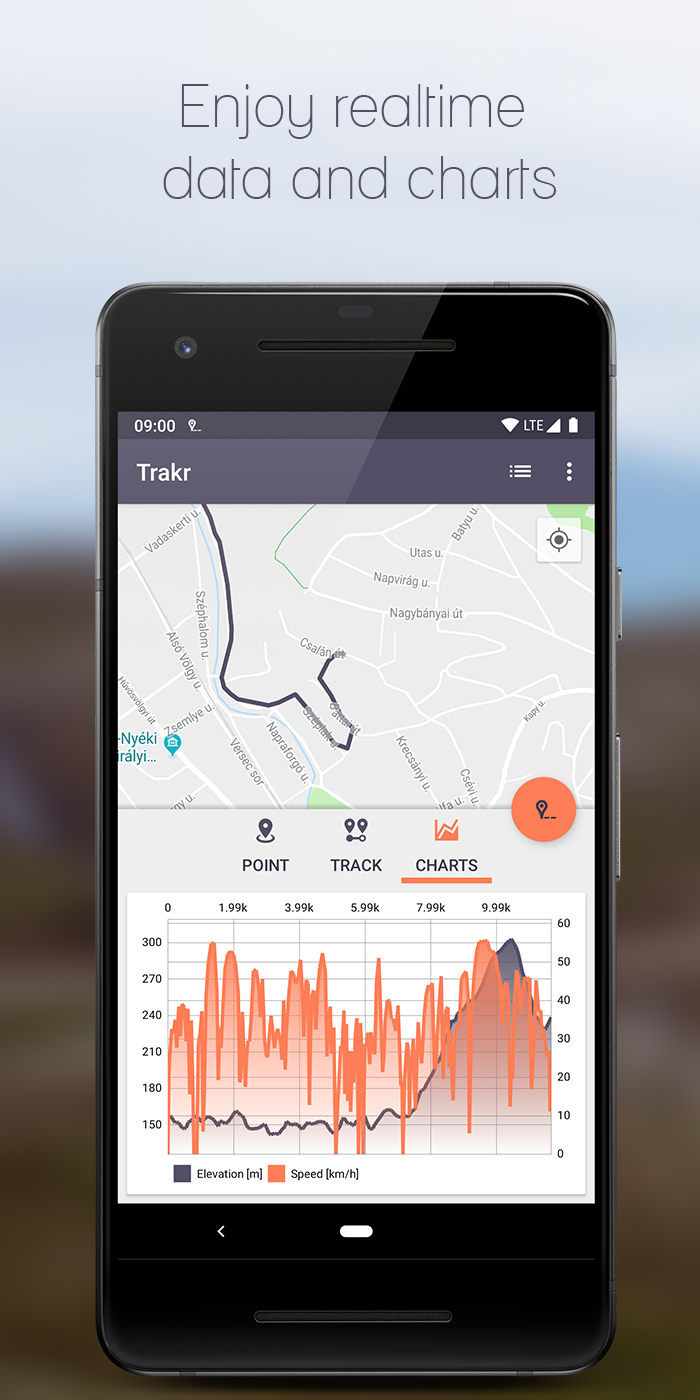 Enjoy realtime
data and charts
09:00
LTE
Trakr
Vadaskerti u.
Batyu u.
Utas u.
Napvirág u.
Nagybányai út
Széphalom u.
Csalán út
Alsó Völgy u.
Hűvösvölgyi út
Zsemlye u.
-Nyéki
irályi...
Versec sor
Napraforgó u.
Kapy u.
Krecsányi u.
Csévi u.
POINT
TRACK
CHARTS
0 1.99k 3.99k 5.99k 7.99k 9.99k
60
300
50
270
40
240
30
210
20
180
10
150
0
Elevation [m] Speed [km/h]